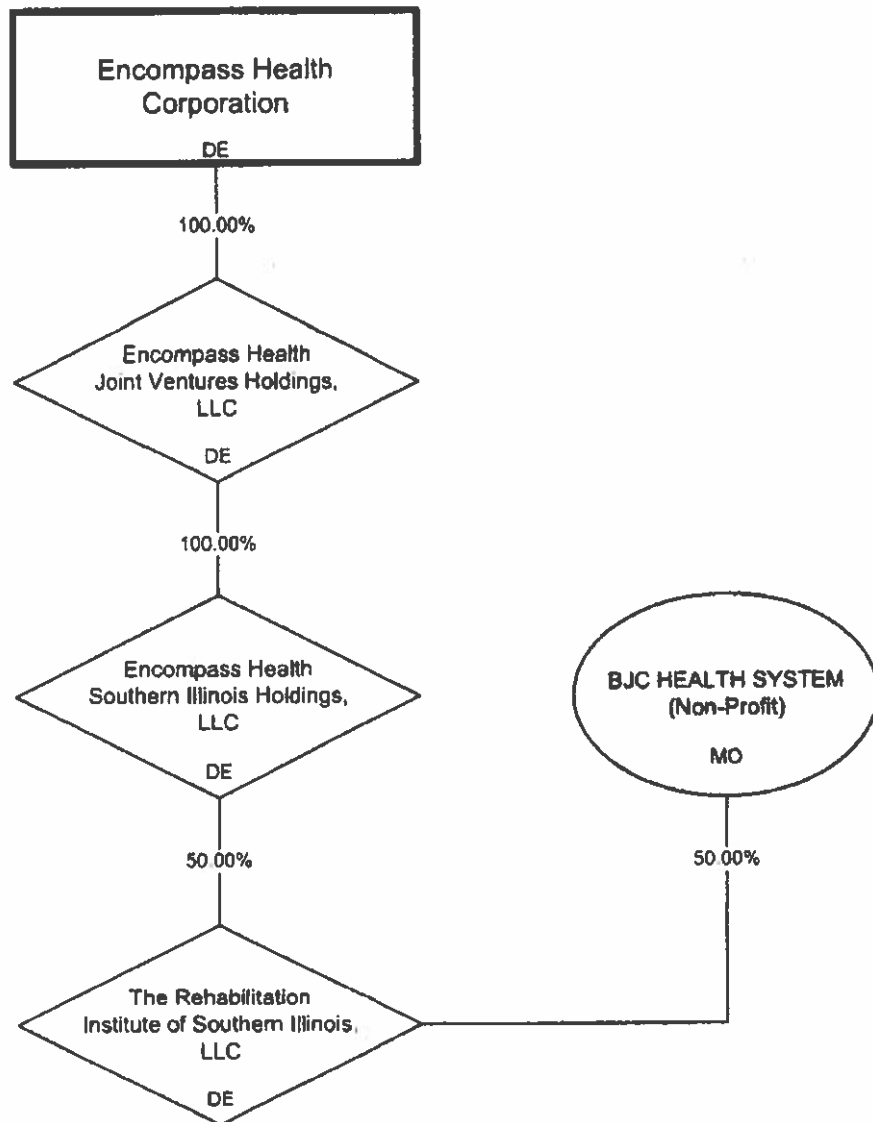 Encompass Health
Corporation
DE
100.00%
Encompass Health
Joint Ventures Holdings,
LLC
DE
100.00%
Encompass Health
Southern Illinois Holdings,
LLC
DE
BJC HEALTH SYSTEM
(Non-Profit)
MO
50.00%
50.00%
The Rehabilitation
Institute of Southern Illinois,
LLC
DE